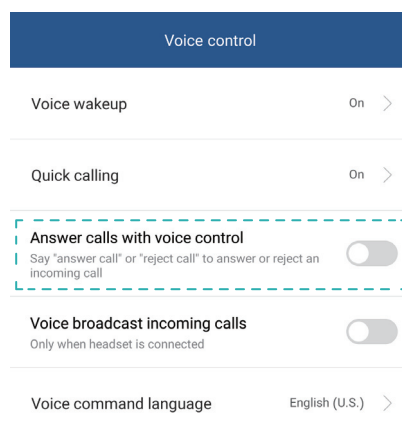 Voice control
Voice wakeup On
Quick calling On
Answer calls with voice control
Say "answer call" or "reject call" to answer or reject an
incoming call
Voice broadcast incoming calls
Only when headset is connected
Voice command language English (U.S.)